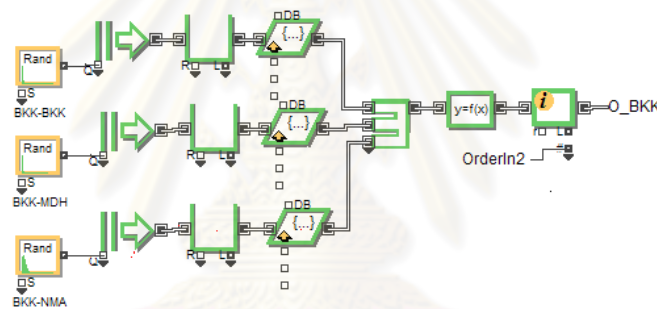 DB
{...}
Rand
Q
R L
S
BKK-BKK
O_BKK
y=f(x)
i
DB
{...}
Rand
Q
R L
r L
#
OrderIn2
S
BKK-MDH
DB
{...}
Rand
Q
R L
S
BKK-NMA